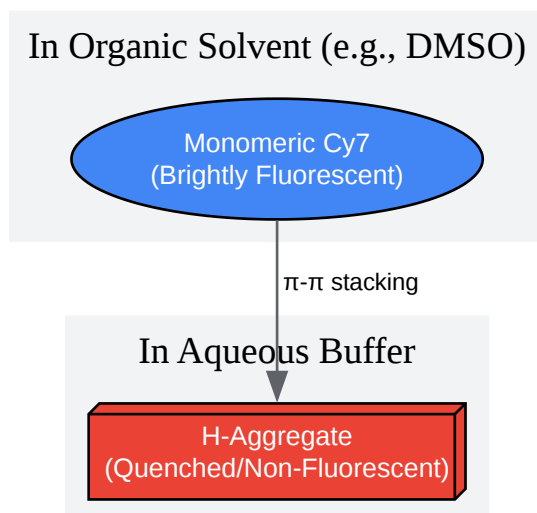 In Organic Solvent (e.g., DMSO)
Monomeric Cy7
(Brightly Fluorescent)
π-π stacking
In Aqueous Buffer
H-Aggregate
(Quenched/Non-Fluorescent)